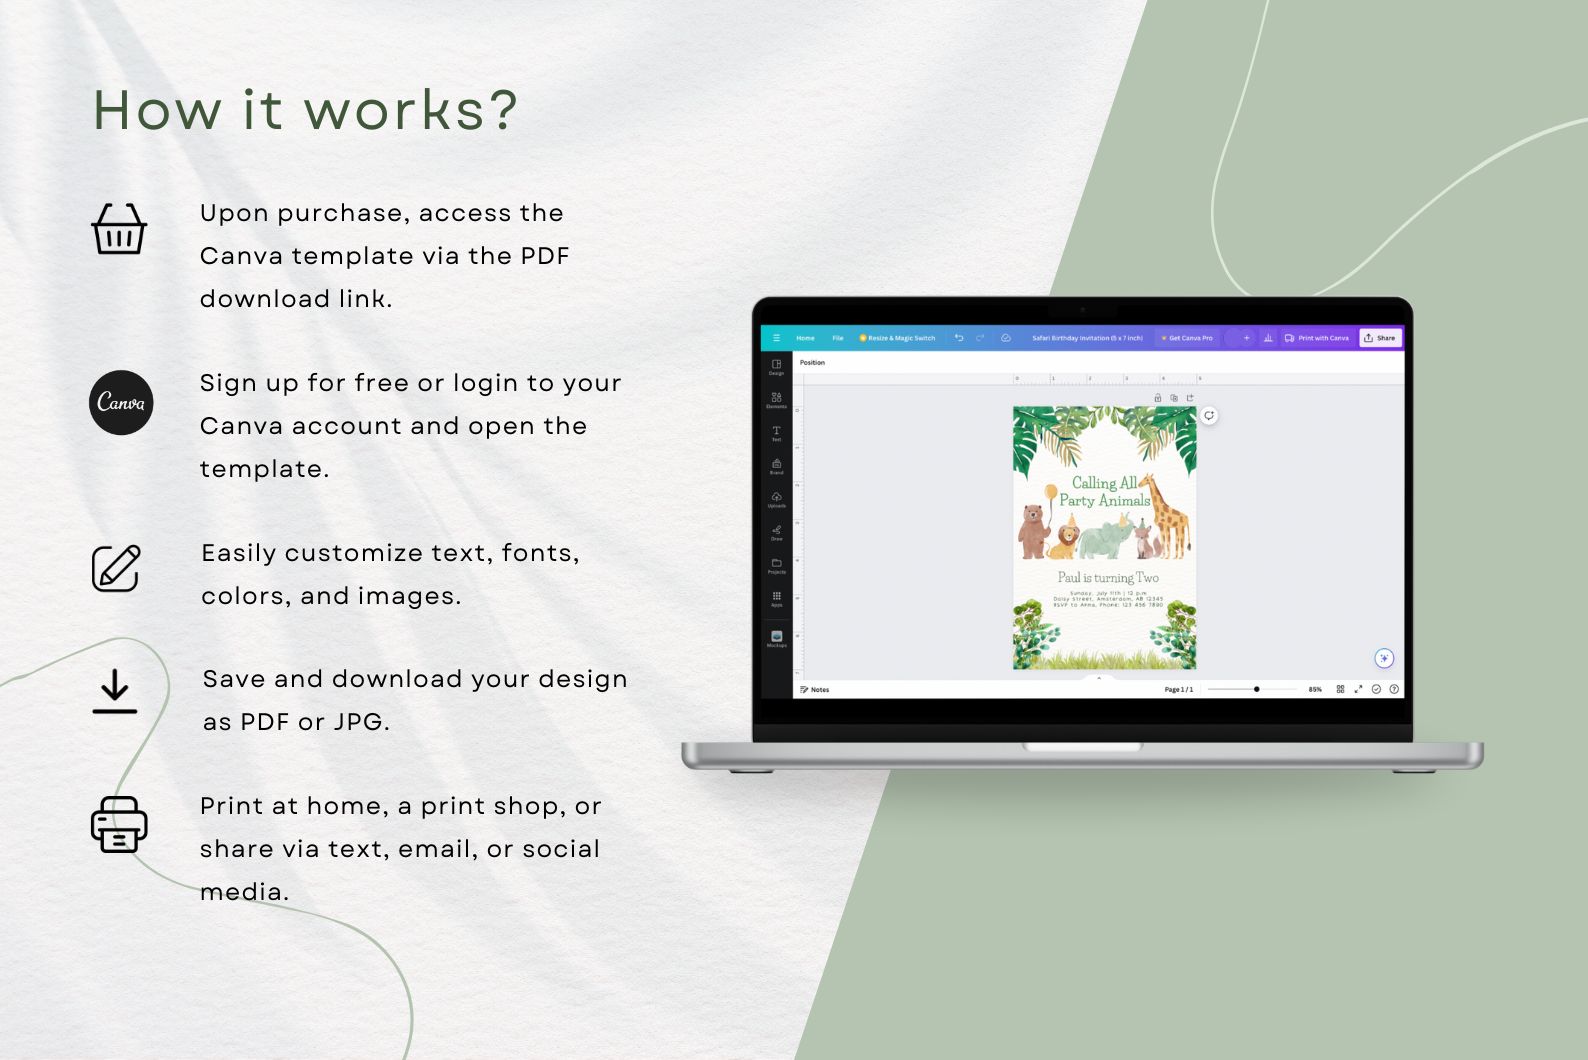 How it works?
Upon purchase, access the
Canva template via the PDF
download link.
Canva
Sign up for free or login to your
Canva account and open the
template.
Easily customize text, fonts,
colors, and images.
Save and download your design
as PDF or JPG.
Print at home, a print shop, or
share via text, email, or social
media.
Home File Resize & Magic Switch Safari Birthday Invitation (5 x 7 inch) Get Canva Pro + Print with Canva Share
Position
0 1 2 3 4 5
Design
Elements
Text
Brand
Uploads
Draw
Projects
Apps
Mockups
Calling All
Party Animals
Paul is turning Two
Sunday, July 11th | 12 p.m
Daisy Street, Amsterdam, AB 12345
RSVP to Anna, Phone: 123 456 7890
Notes Page 1 / 1 85%